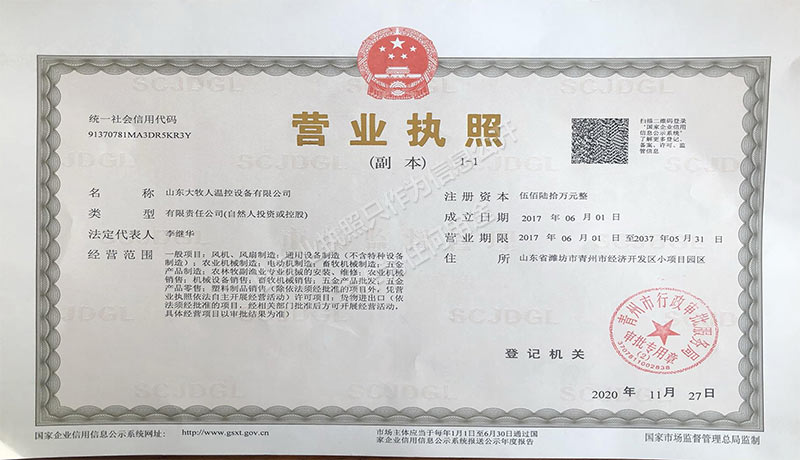 统一社会信用代码
91370781MA3DR5KR3Y
营业执照
(副 本) 1-1
扫描二维码登录
“国家企业信用
信息公示系统”
了解更多登记、
备案、许可、监
管信息
名 称 山东大牧人温控设备有限公司
类 型 有限责任公司(自然人投资或控股)
法定代表人 李继华
经营范围 一般项目：风机、风扇制造；通用设备制造（不含特种设备
制造）；农业机械制造；电动机制造；畜牧机械制造；五金
产品制造；农林牧副渔业专业机械的安装、维修；农业机械
销售；机械设备销售；畜牧机械销售；五金产品批发；五金
产品零售；塑料制品销售（除依法须经批准的项目外，凭营
业执照依法自主开展经营活动）许可项目：货物进出口（依
法须经批准的项目，经相关部门批准后方可开展经营活动，
具体经营项目以审批结果为准）
注册资本 伍佰陆拾万元整
成立日期 2017 年 06 月 01 日
营业期限 2017 年 06 月 01 日至 2037 年 05 月 31 日
住 所 山东省潍坊市青州市经济开发区小项目园区
登记机关
青州市行政审批服务局
审批专用章
(2)
3707811002838
2020 年 11 月 27 日
国家企业信用信息公示系统网址： http://www.gsxt.gov.cn
市场主体应当于每年1月1日至6月30日通过国
家企业信用信息公示系统报送公示年度报告
国家市场监督管理总局监制
SCJDGL